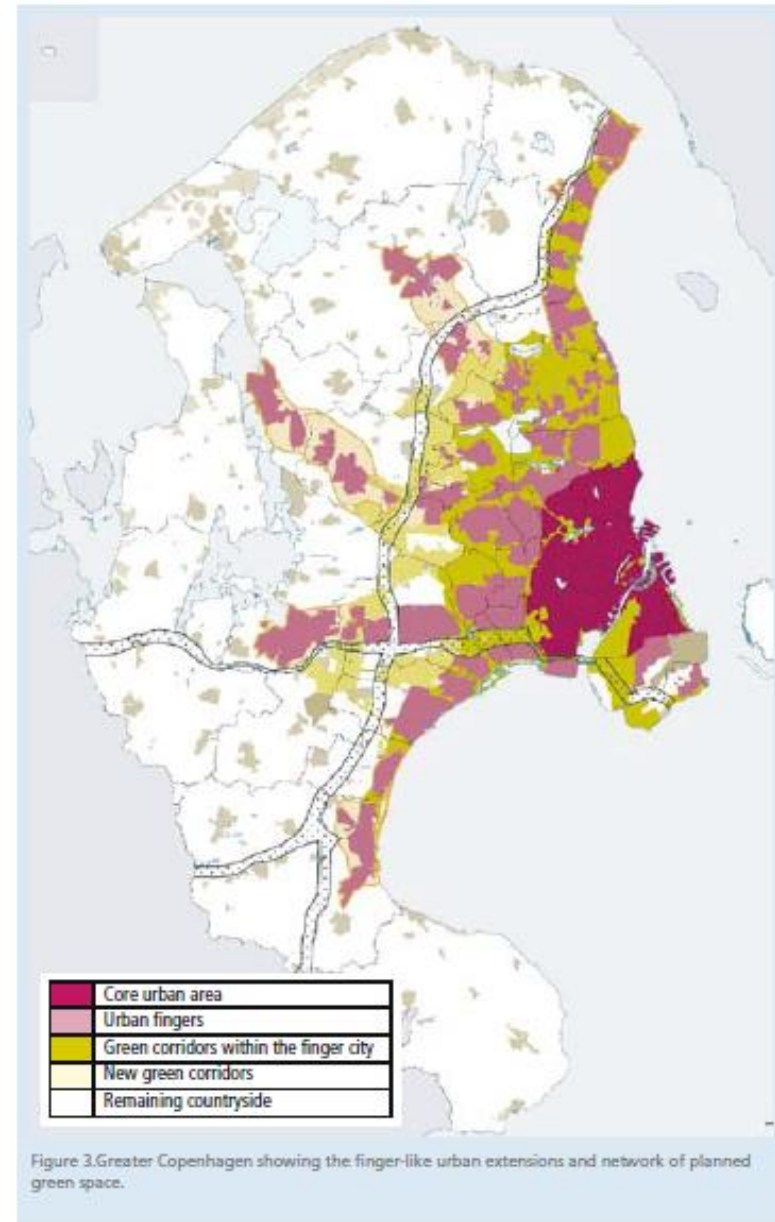 Core urban area
Urban fingers
Green corridors within the finger city
New green corridors
Remaining countryside
Figure 3.Greater Copenhagen showing the finger-like urban extensions and network of planned
green space.